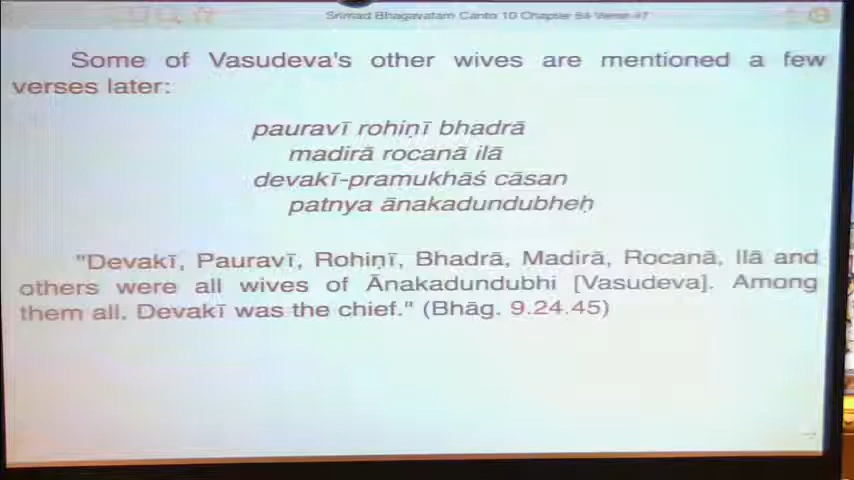 Srimad Bhagavatam Canto 10 Chapter 84 Verse 47
Some of Vasudeva's other wives are mentioned a few
verses later:
pauravī rohiṇī bhadrā
madirā rocanā ilā
devakī-pramukhāś cāsan
patnya ānakadundubheḥ
"Devakī, Pauravī, Rohiṇī, Bhadrā, Madirā, Rocanā, Ilā and
others were all wives of Ānakadundubhi [Vasudeva]. Among
them all, Devakī was the chief." (Bhāg. 9.24.45)